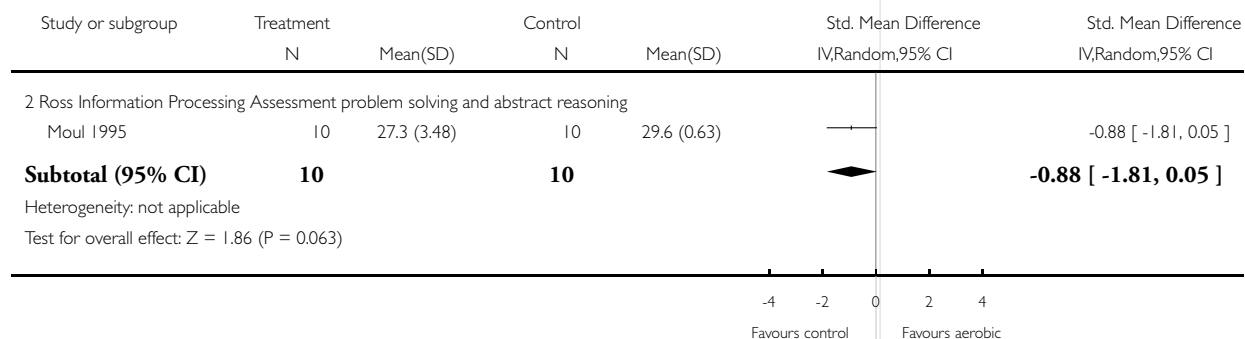 Study or subgroup Treatment Control Std. Mean Difference Std. Mean Difference
N Mean(SD) N Mean(SD) IV,Random,95% CI IV,Random,95% CI
2 Ross Information Processing Assessment problem solving and abstract reasoning
Moul 1995 10 27.3 (3.48) 10 29.6 (0.63) -0.88 [ -1.81, 0.05 ]
Subtotal (95% CI) 10 10 -0.88 [ -1.81, 0.05 ]
Heterogeneity: not applicable
Test for overall effect: Z = 1.86 (P = 0.063)
-4 -2 0 2 4
Favours control Favours aerobic